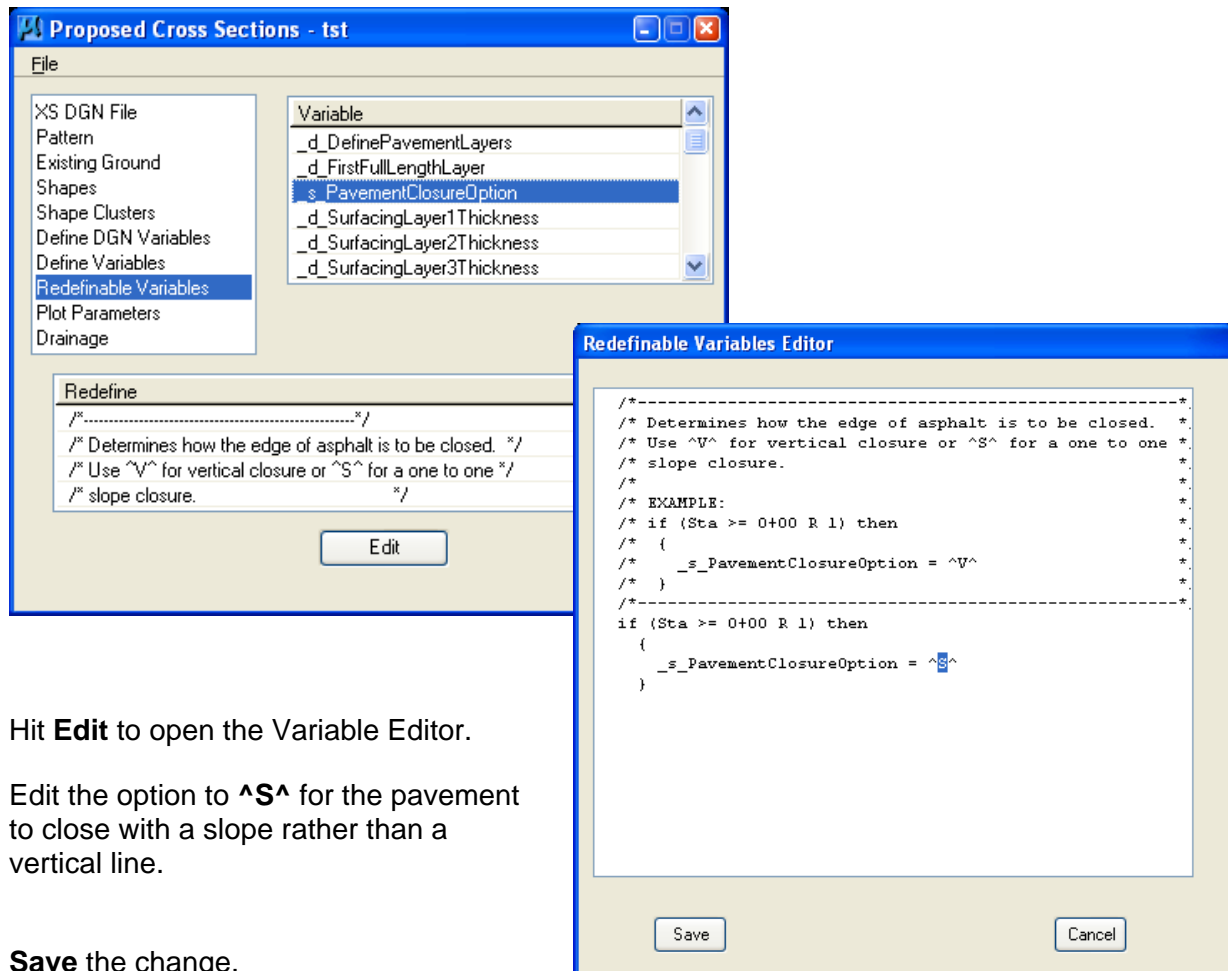 Proposed Cross Sections - tst
File
XS DGN File
Pattern
Existing Ground
Shapes
Shape Clusters
Define DGN Variables
Define Variables
Redefinable Variables
Plot Parameters
Drainage
Variable
_d_DefinePavementLayers
_d_FirstFullLengthLayer
_s_PavementClosureOption
_d_SurfacingLayer1Thickness
_d_SurfacingLayer2Thickness
_d_SurfacingLayer3Thickness
Redefine
/*--------------------------------------------*/
/* Determines how the edge of asphalt is to be closed. */
/* Use ^V^ for vertical closure or ^S^ for a one to one */
/* slope closure. */
Edit
Redefinable Variables Editor
/*------------------------------------------------------*
/* Determines how the edge of asphalt is to be closed. *
/* Use ^V^ for vertical closure or ^S^ for a one to one *
/* slope closure. *
/* *
/* EXAMPLE: *
/* if (Sta >= 0+00 R 1) then *
/* { *
/* _s_PavementClosureOption = ^V^ *
/* } *
/*------------------------------------------------------*
if (Sta >= 0+00 R 1) then
{
_s_PavementClosureOption = ^S^
}
Save
Cancel
Hit Edit to open the Variable Editor.
Edit the option to ^S^ for the pavement
to close with a slope rather than a
vertical line.
Save the change.